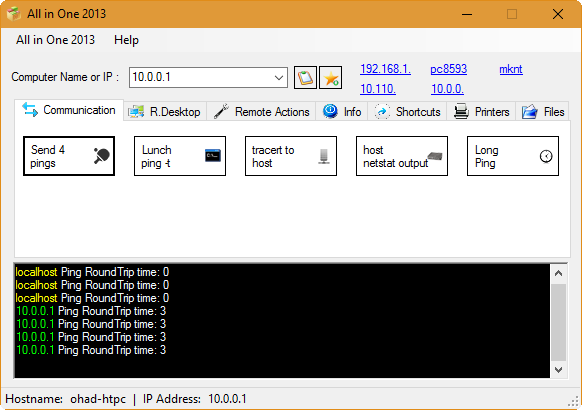 All in One 2013
All in One 2013 Help
Computer Name or IP : 10.0.0.1
192.168.1. pc8593 mknt
10.110. 10.0.0.
Communication R.Desktop Remote Actions Info Shortcuts Printers Files
Send 4
pings
Lunch
ping -t
tracert to
host
host
netstat output
Long
Ping
localhost Ping RoundTrip time: 0
localhost Ping RoundTrip time: 0
localhost Ping RoundTrip time: 0
10.0.0.1 Ping RoundTrip time: 3
10.0.0.1 Ping RoundTrip time: 3
10.0.0.1 Ping RoundTrip time: 3
10.0.0.1 Ping RoundTrip time: 3
Hostname: ohad-htpc | IP Address: 10.0.0.1